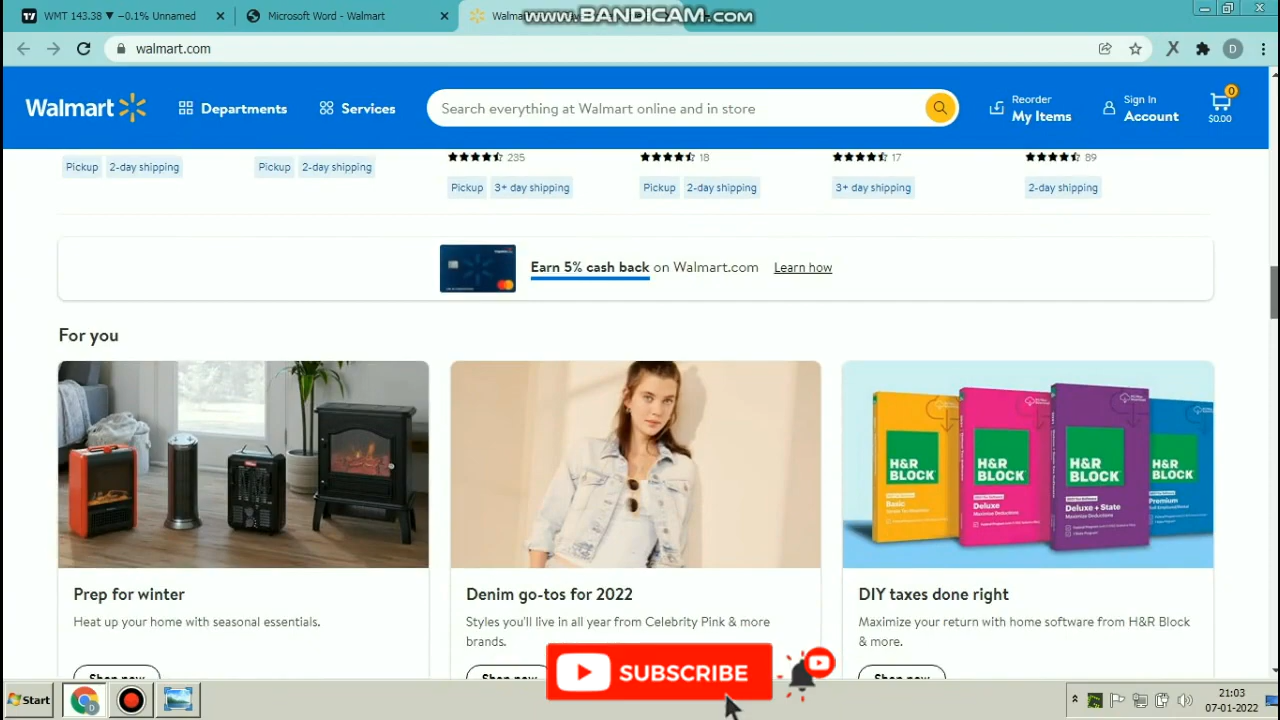 WMT 143.38 ▼ −0.1% Unnamed
Microsoft Word - Walmart
www.BANDICAM.com
walmart.com
D
Walmart
Departments
Services
Search everything at Walmart online and in store
Reorder
My Items
Sign In
Account
0
$0.00
235
18
17
89
Pickup
2-day shipping
Pickup
2-day shipping
Pickup
3+ day shipping
Pickup
2-day shipping
3+ day shipping
2-day shipping
Earn 5% cash back on Walmart.com Learn how
For you
H&R BLOCK
Basic
H&R BLOCK
Deluxe
H&R BLOCK
Deluxe + State
H&R BLOCK
Premium
Prep for winter
Heat up your home with seasonal essentials.
Shop now
Denim go-tos for 2022
Styles you'll live in all year from Celebrity Pink & more
brands.
Shop now
DIY taxes done right
Maximize your return with home software from H&R Block
& more.
Shop now
SUBSCRIBE
Start
21:03
07-01-2022